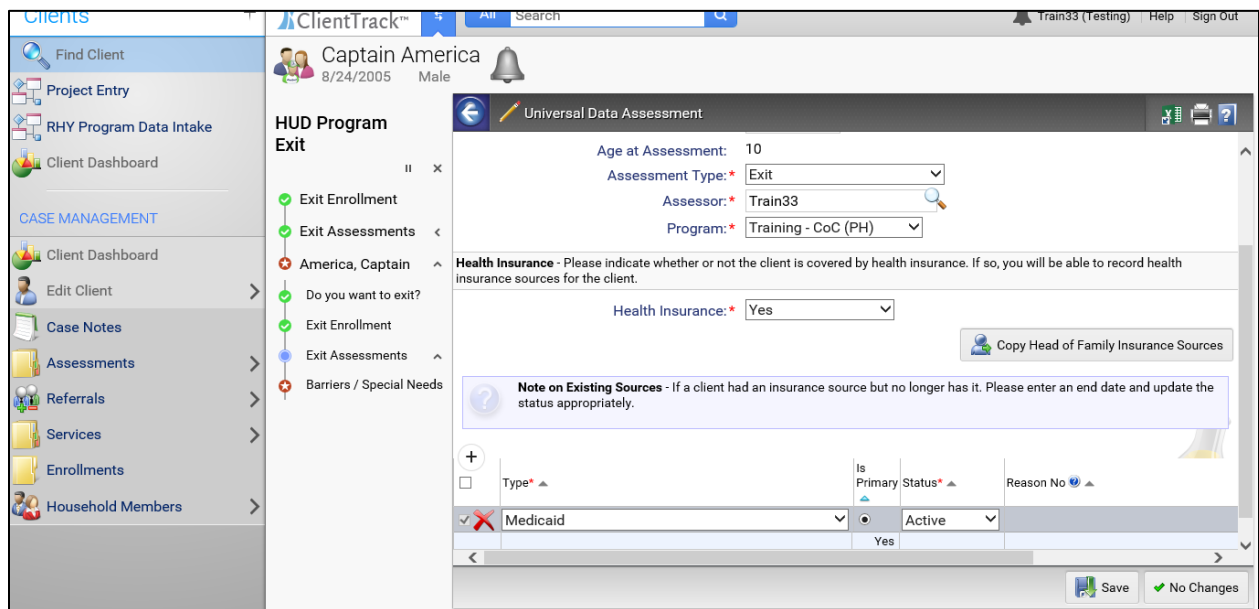 Clients
ClientTrack™
All Search
Train33 (Testing) Help Sign Out
Find Client
Project Entry
RHY Program Data Intake
Client Dashboard
CASE MANAGEMENT
Client Dashboard
Edit Client
Case Notes
Assessments
Referrals
Services
Enrollments
Household Members
Captain America
8/24/2005 Male
HUD Program
Exit
Exit Enrollment
Exit Assessments
America, Captain
Do you want to exit?
Exit Enrollment
Exit Assessments
Barriers / Special Needs
Universal Data Assessment
Age at Assessment: 10
Assessment Type:* Exit
Assessor:* Train33
Program:* Training - CoC (PH)
Health Insurance - Please indicate whether or not the client is covered by health insurance. If so, you will be able to record health
insurance sources for the client.
Health Insurance:* Yes
Copy Head of Family Insurance Sources
Note on Existing Sources - If a client had an insurance source but no longer has it. Please enter an end date and update the
status appropriately.
Type* Is Primary Status* Reason No
Medicaid Active
Yes
Save No Changes